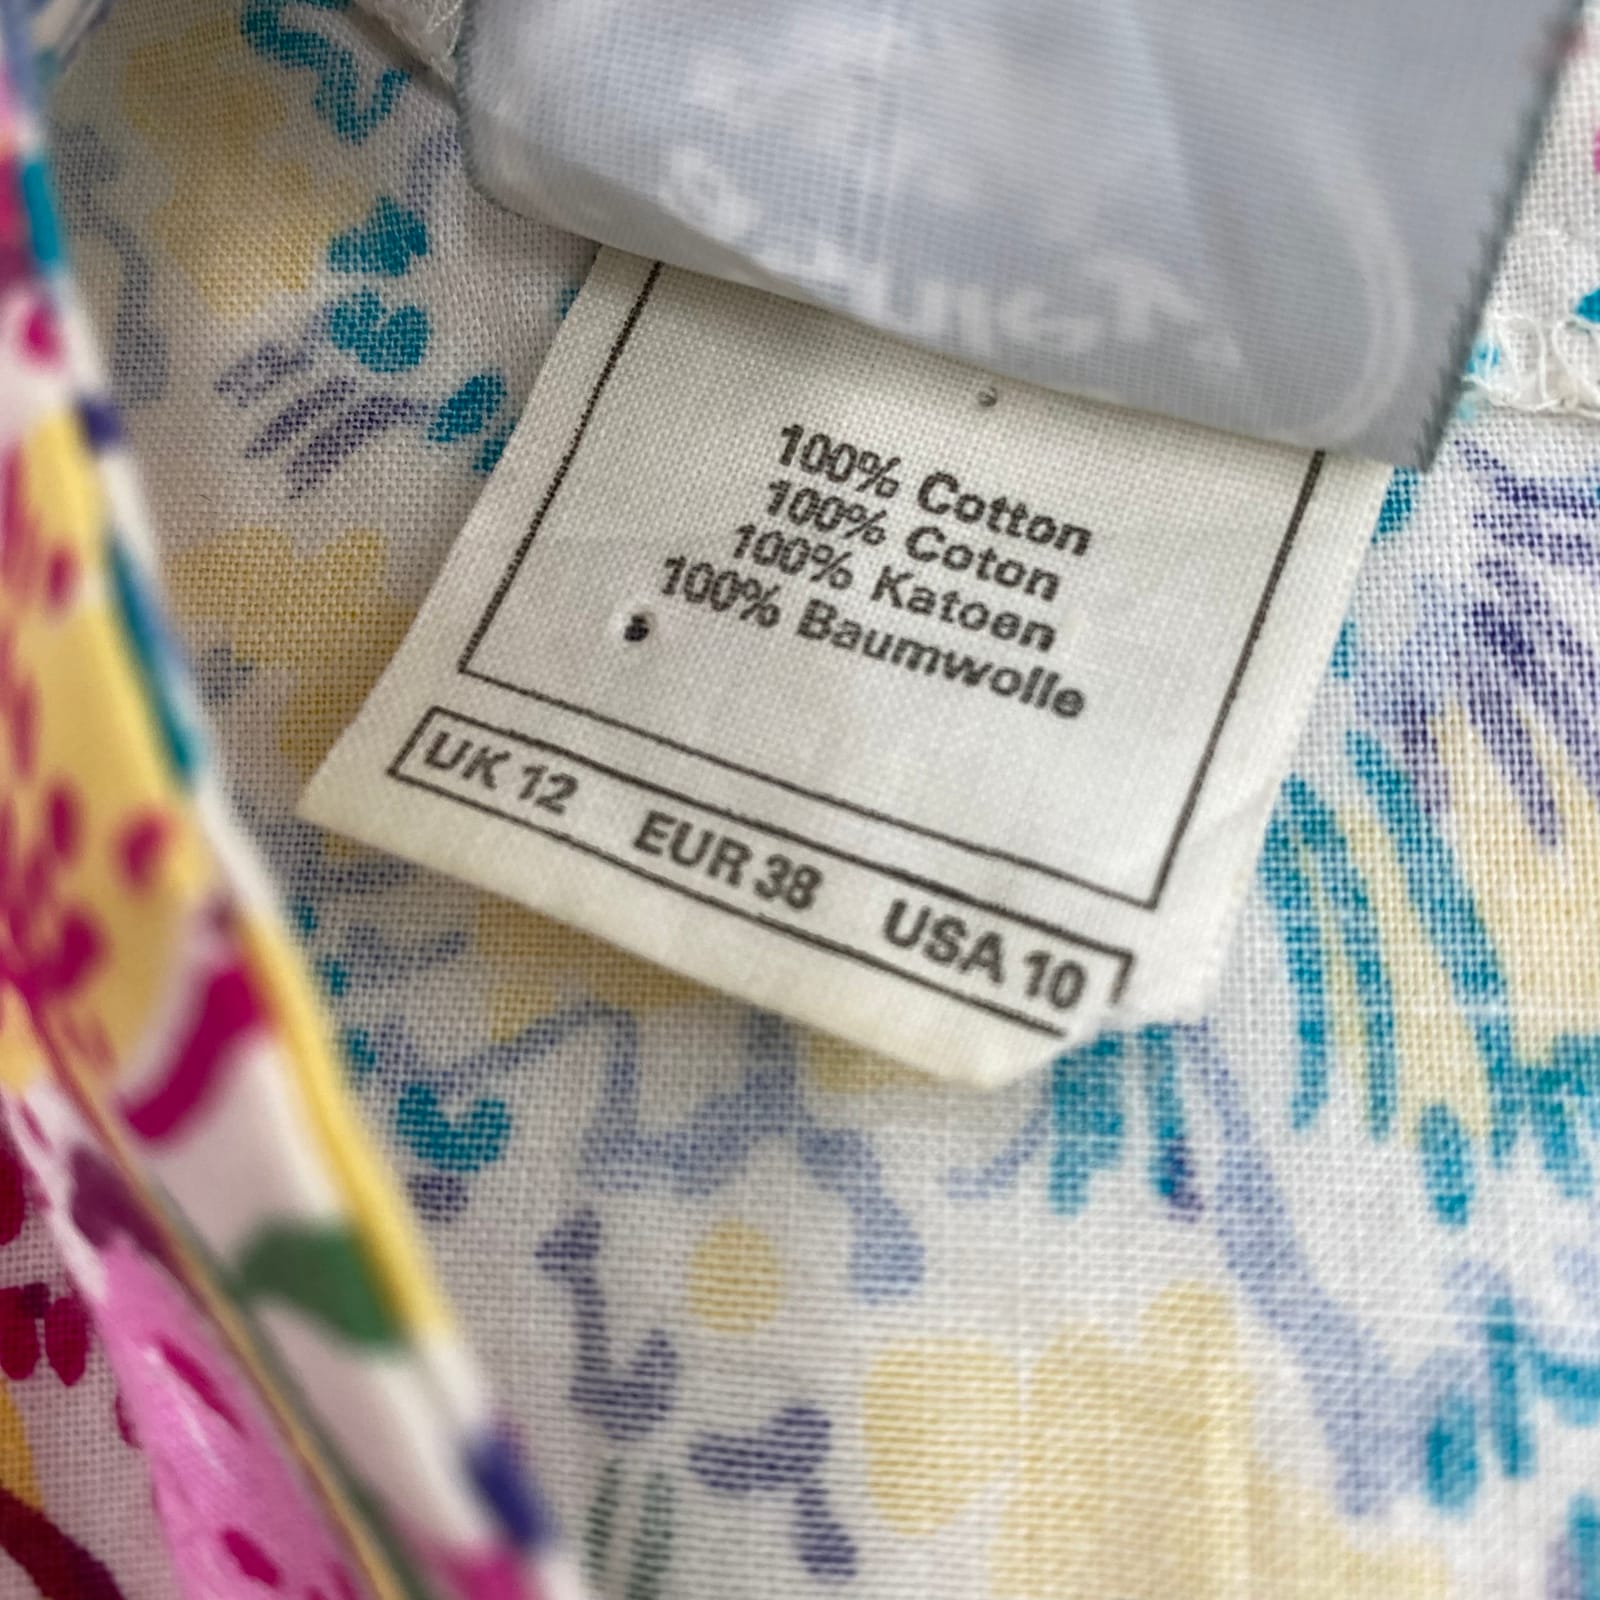 100% Cotton
100% Coton
100% Katoen
100% Baumwolle
UK 12 EUR 38 USA 10